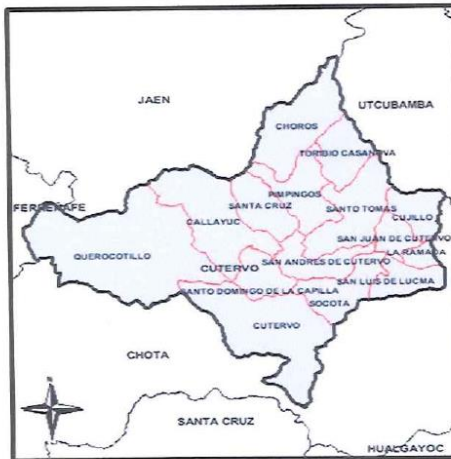 JAEN
UTCUBAMBA
CHOROS
TORIBIO CASANOVA
PIMPINGOS
SANTA CRUZ
SANTO TOMAS
FERREÑAFE
CALLAYUC
CUJILLO
SAN JUAN DE CUTERVO
LA RAMADA
QUEROCOTILLO
CUTERVO
SAN ANDRES DE CUTERVO
SAN LUIS DE LUCMA
SANTO DOMINGO DE LA CAPILLA
SOCOTA
CUTERVO
CHOTA
SANTA CRUZ
HUALGAYOC